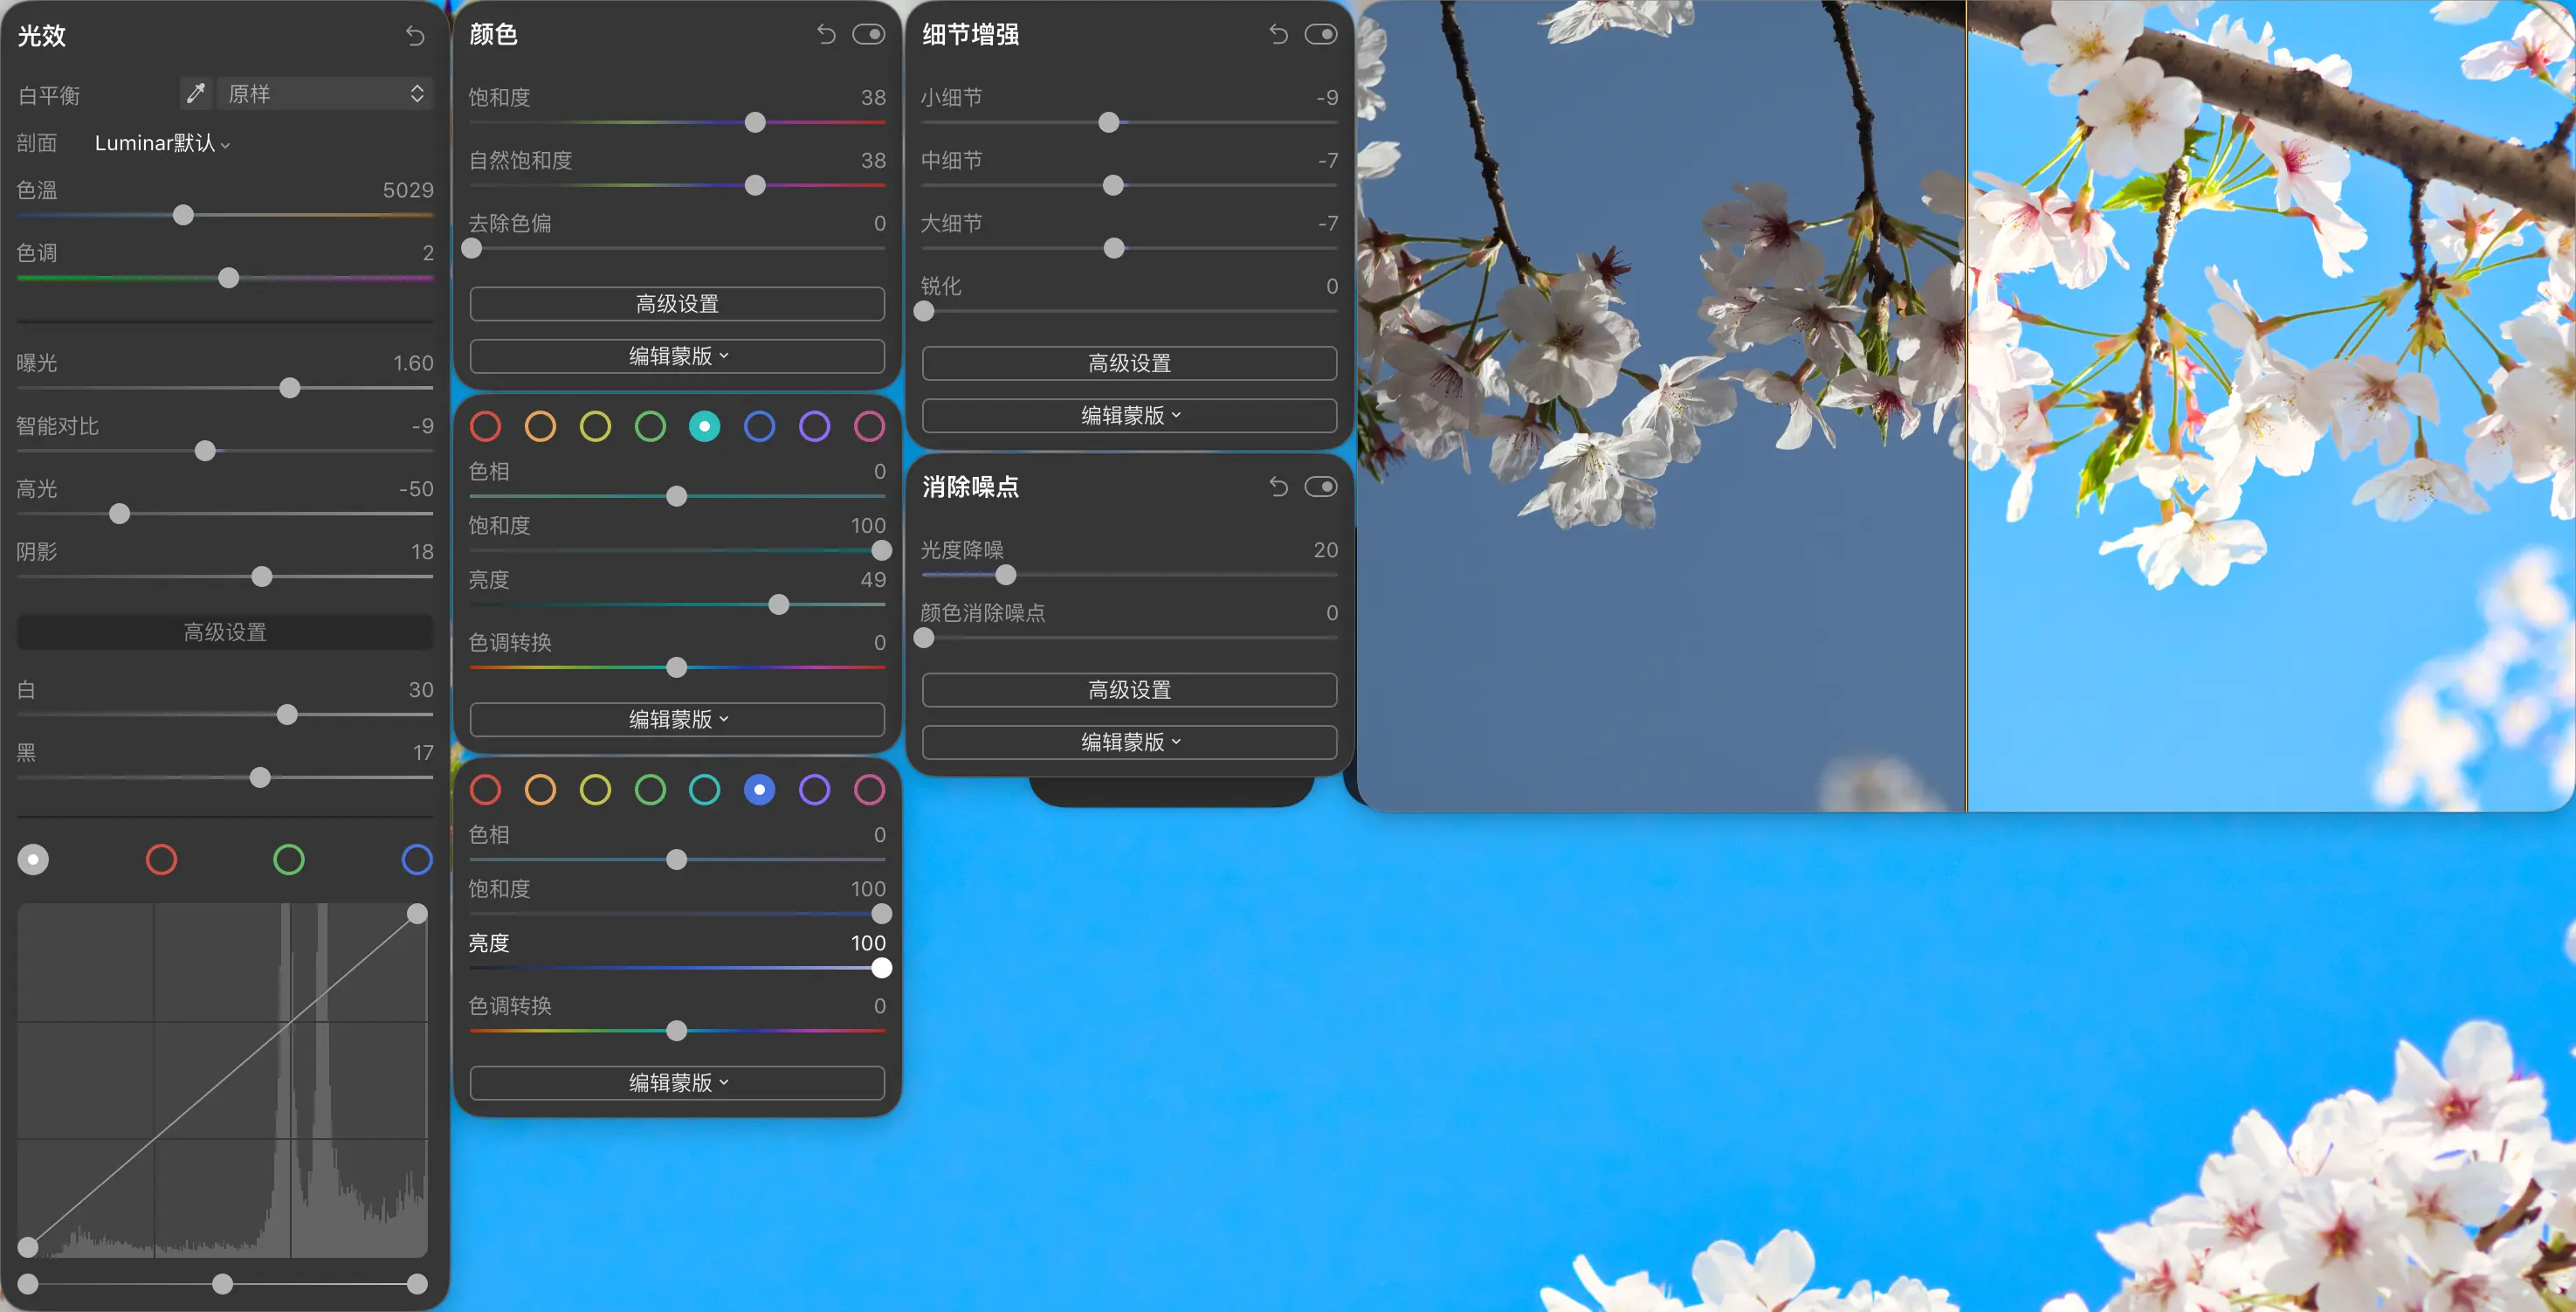 光效
白平衡 原样
剖面 Luminar默认
色温 5029
色调 2
曝光 1.60
智能对比 -9
高光 -50
阴影 18
高级设置
白 30
黑 17
颜色
饱和度 38
自然饱和度 38
去除色偏 0
高级设置
编辑蒙版
色相 0
饱和度 100
亮度 49
色调转换 0
编辑蒙版
色相 0
饱和度 100
亮度 100
色调转换 0
编辑蒙版
细节增强
小细节 -9
中细节 -7
大细节 -7
锐化 0
高级设置
编辑蒙版
消除噪点
光度降噪 20
颜色消除噪点 0
高级设置
编辑蒙版